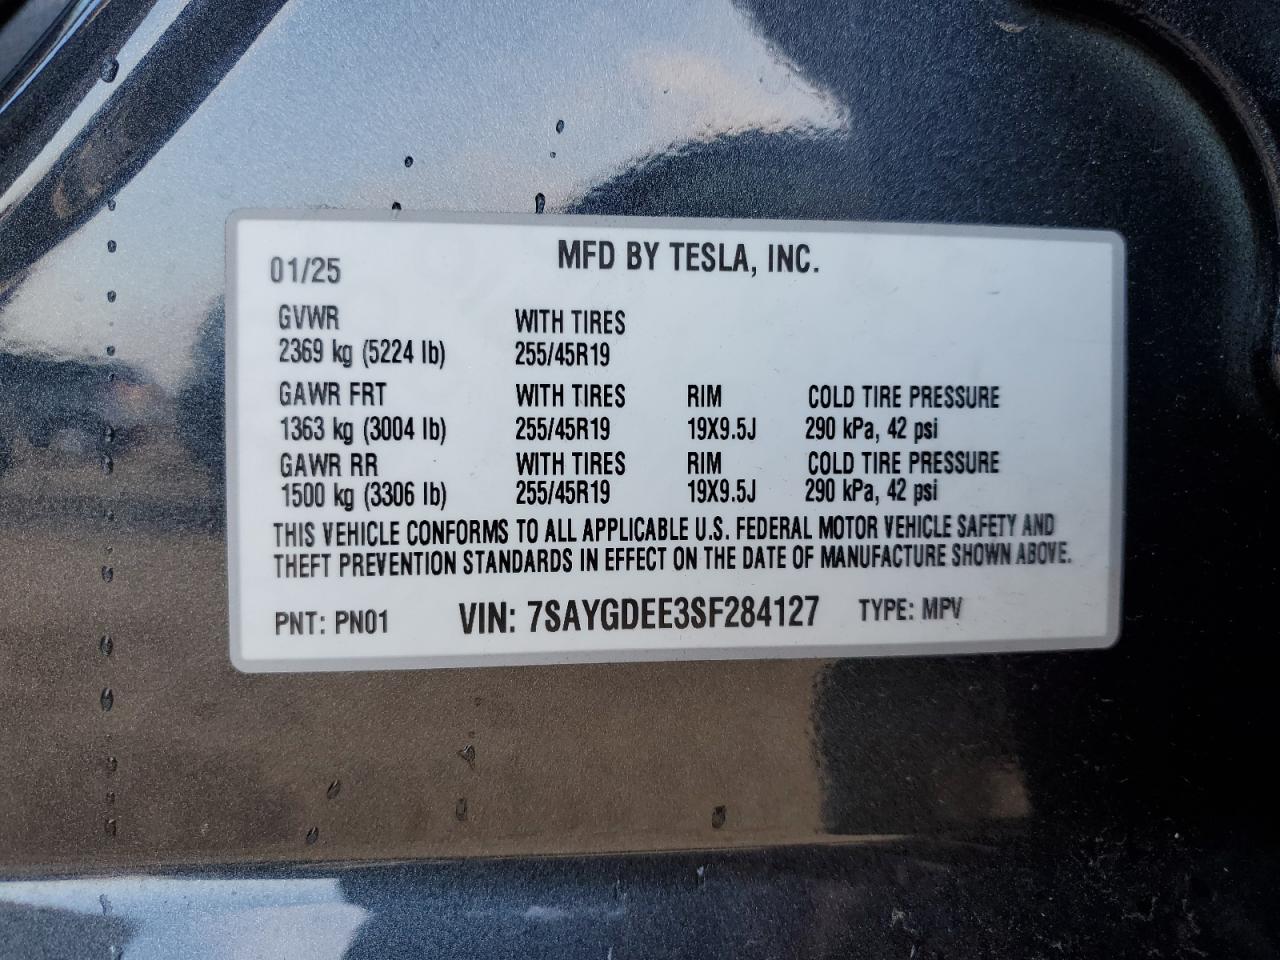 MFD BY TESLA, INC.
01/25
GVWR WITH TIRES
2369 kg (5224 lb) 255/45R19
GAWR FRT WITH TIRES RIM COLD TIRE PRESSURE
1363 kg (3004 lb) 255/45R19 19X9.5J 290 kPa, 42 psi
GAWR RR WITH TIRES RIM COLD TIRE PRESSURE
1500 kg (3306 lb) 255/45R19 19X9.5J 290 kPa, 42 psi
THIS VEHICLE CONFORMS TO ALL APPLICABLE U.S. FEDERAL MOTOR VEHICLE SAFETY AND
THEFT PREVENTION STANDARDS IN EFFECT ON THE DATE OF MANUFACTURE SHOWN ABOVE.
PNT: PN01 VIN: 7SAYGDEE3SF284127 TYPE: MPV